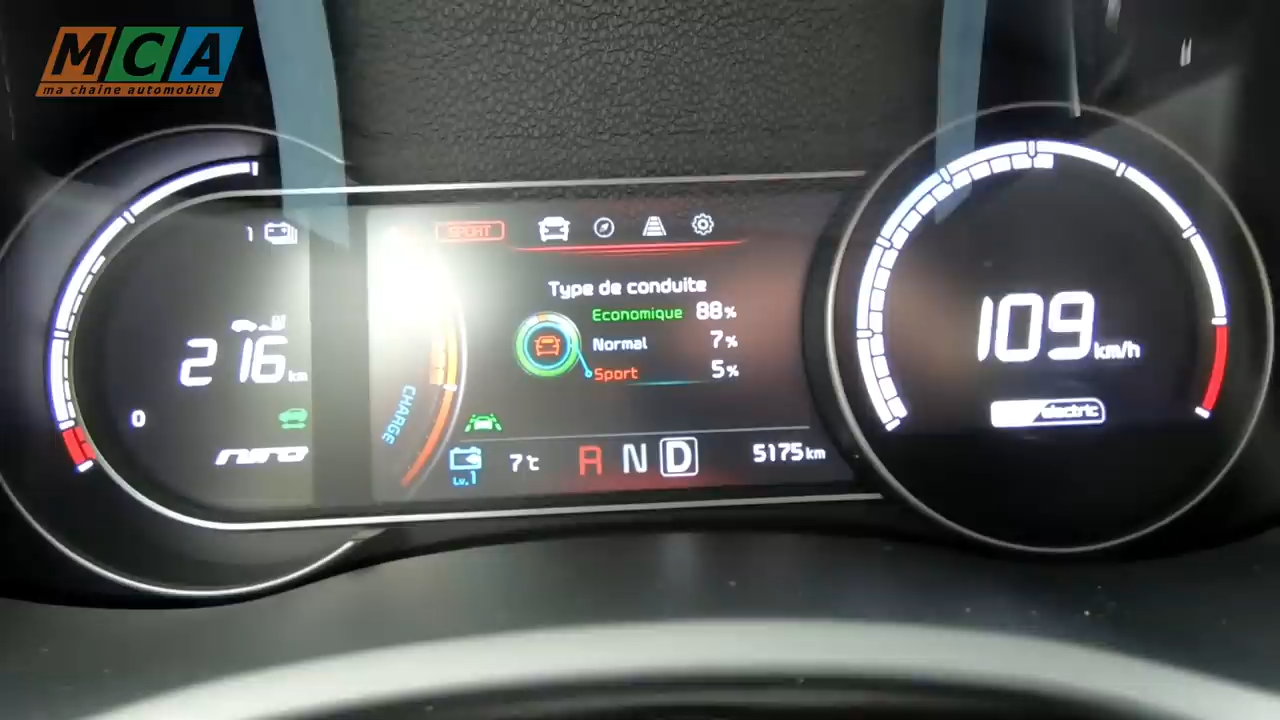 MCA
ma chaine automobile
1
216 km
0
niro
SPORT
Type de conduite
Economique 88%
Normal 7%
Sport 5%
CHARGE
Lv.1
7℃
R N D
5175 km
109 km/h
electric